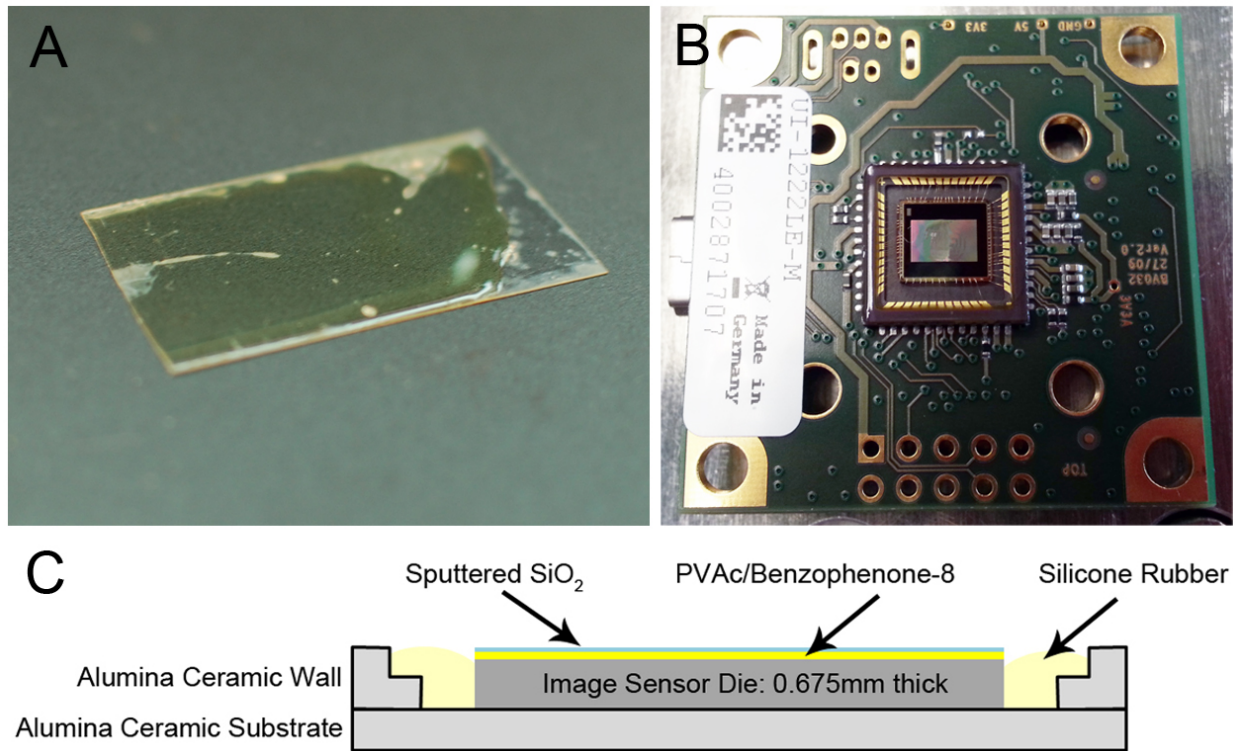 A
B
3V3 5V GND
UI-1222LE-M
4002871707
Made in
Germany
BV032
Ver2.0
27/09
3V3A
TOP
C
Sputtered SiO₂
PVAc/Benzophenone-8
Silicone Rubber
Alumina Ceramic Wall
Image Sensor Die: 0.675mm thick
Alumina Ceramic Substrate